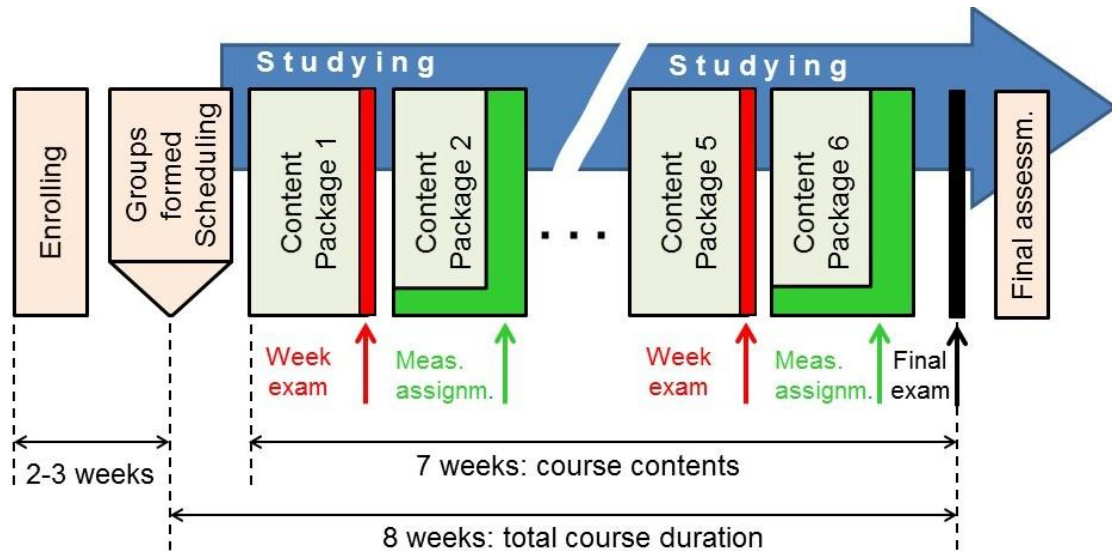 Studying
Studying
Enrolling
Groups
formed
Scheduling
Content
Package 1
Content
Package 2
. . .
Content
Package 5
Content
Package 6
Final assessm.
Week
exam
Meas.
assignm.
Week
exam
Meas.
assignm.
Final
exam
2-3 weeks
7 weeks: course contents
8 weeks: total course duration